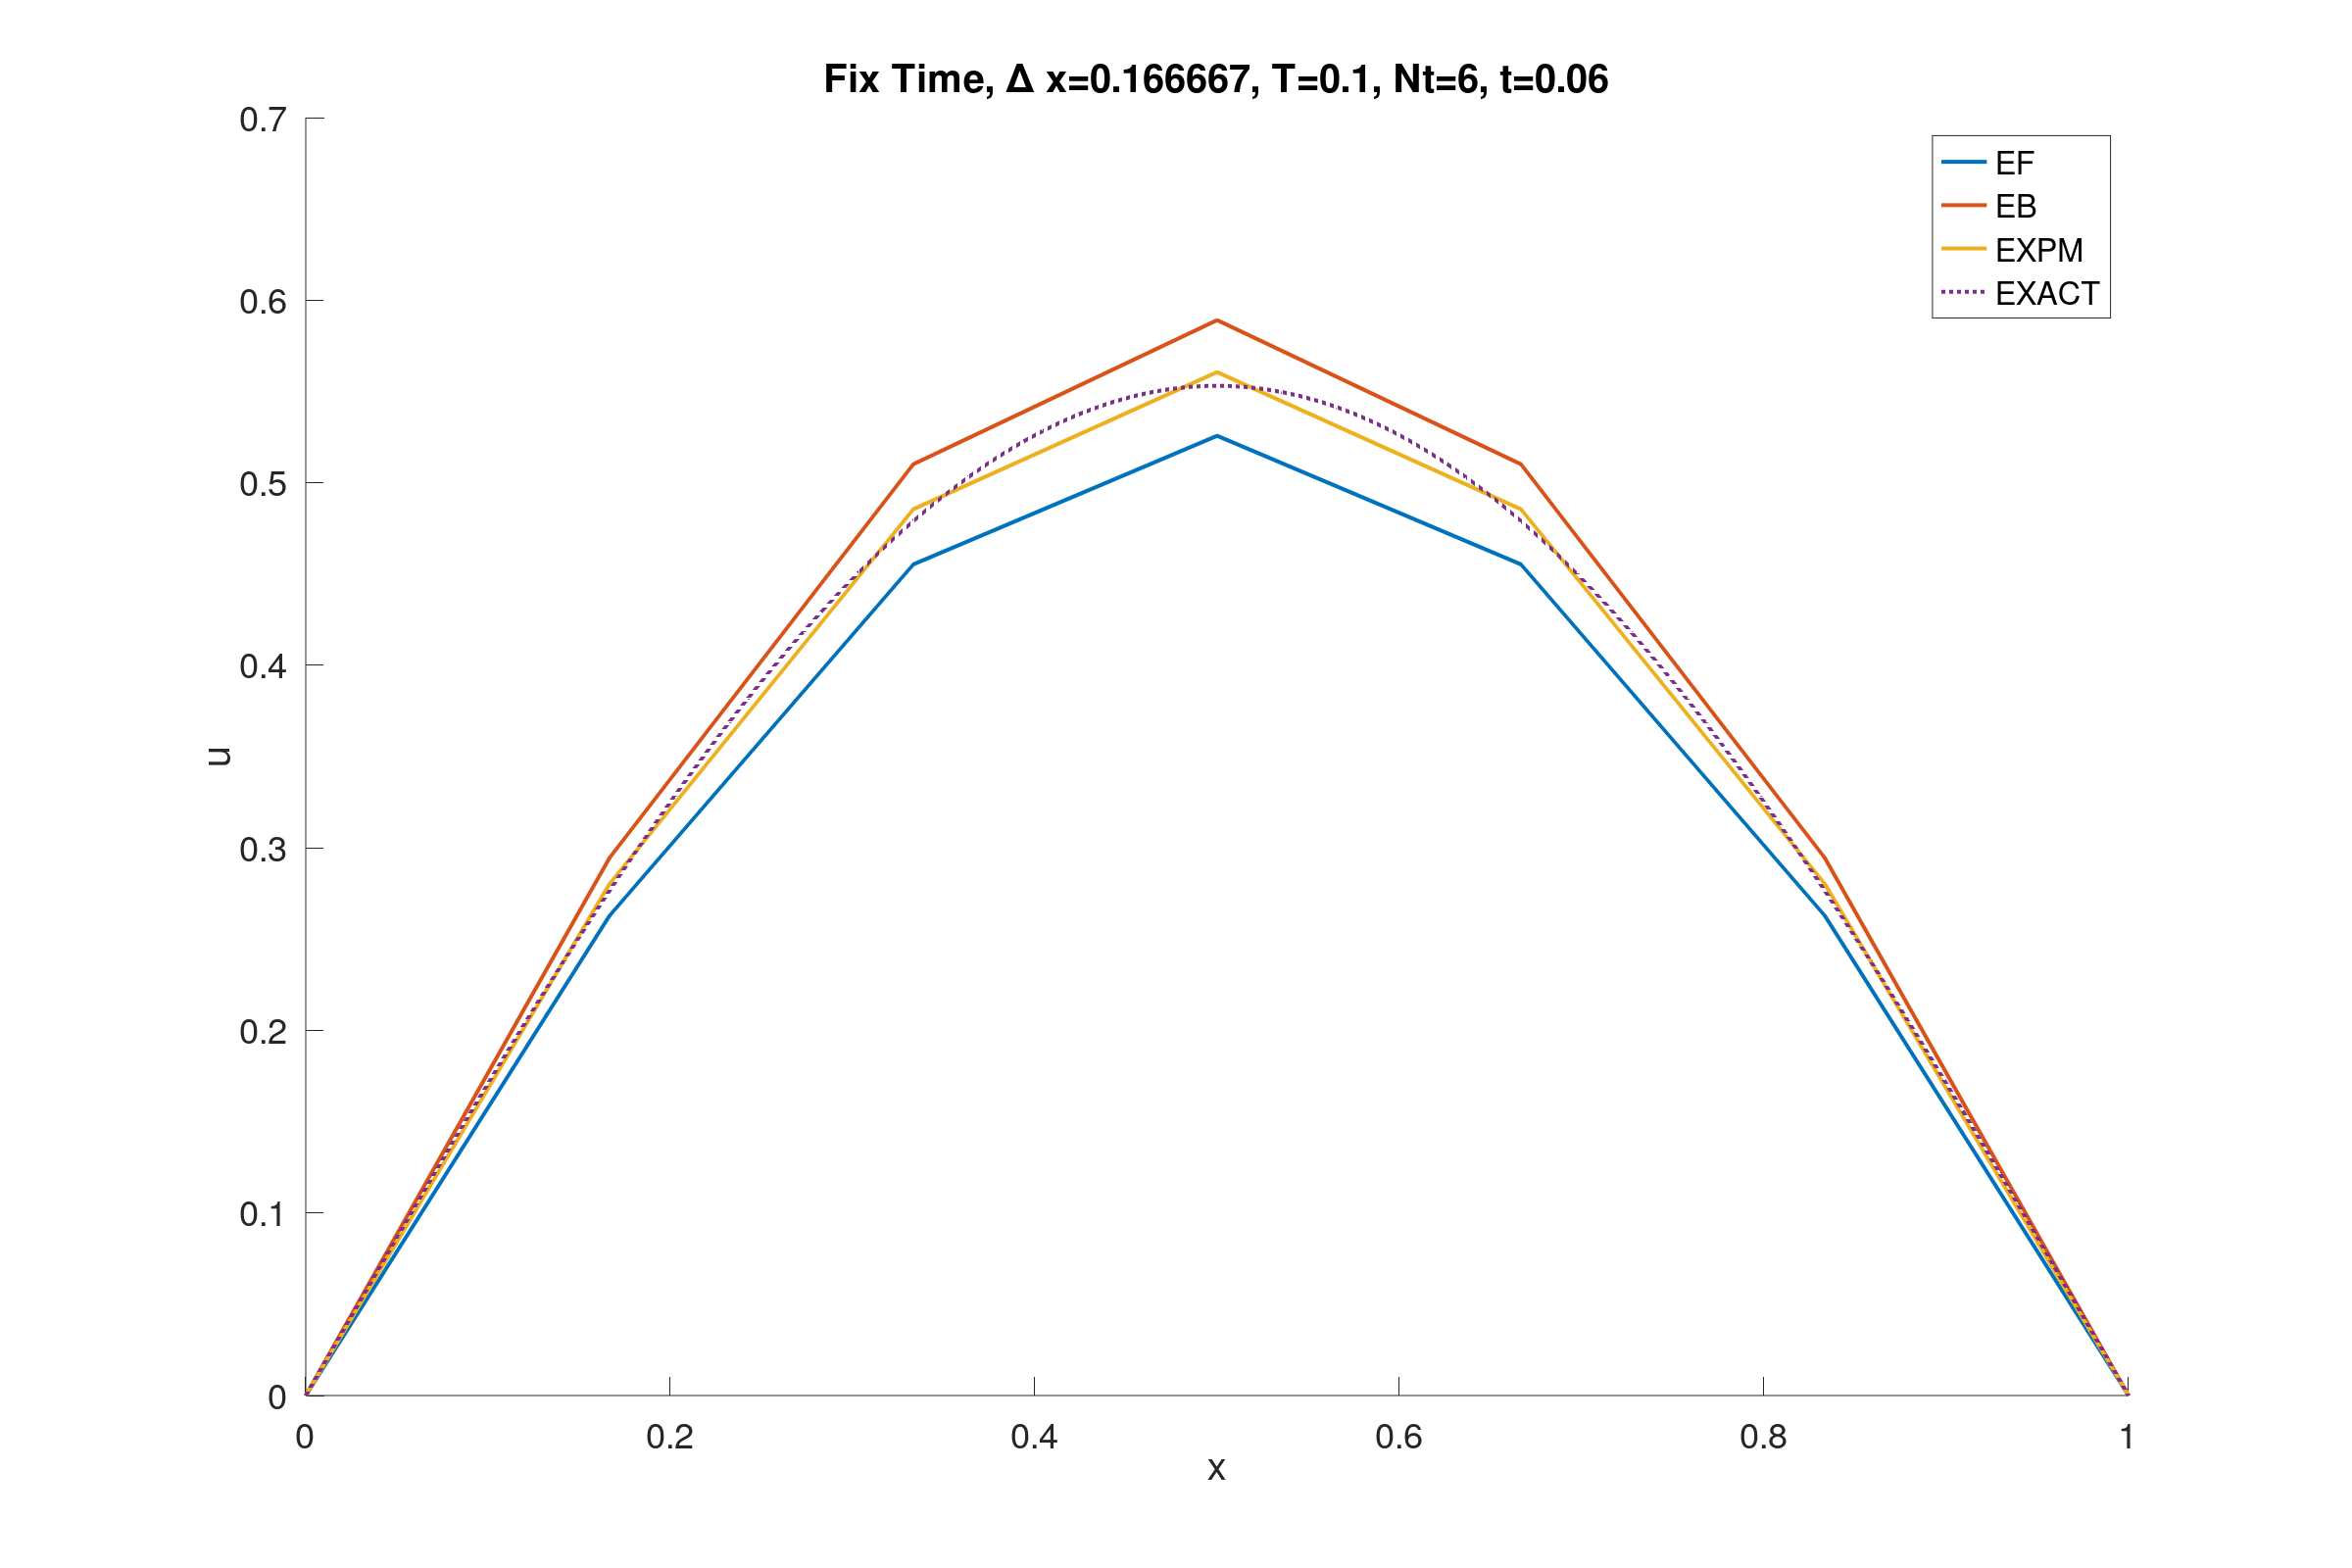 Fix Time, Δ x=0.166667, T=0.1, Nt=6, t=0.06
0.7
0.6
0.5
0.4
0.3
0.2
0.1
0
u
EF
EB
EXPM
EXACT
0 0.2 0.4 0.6 0.8 1
x